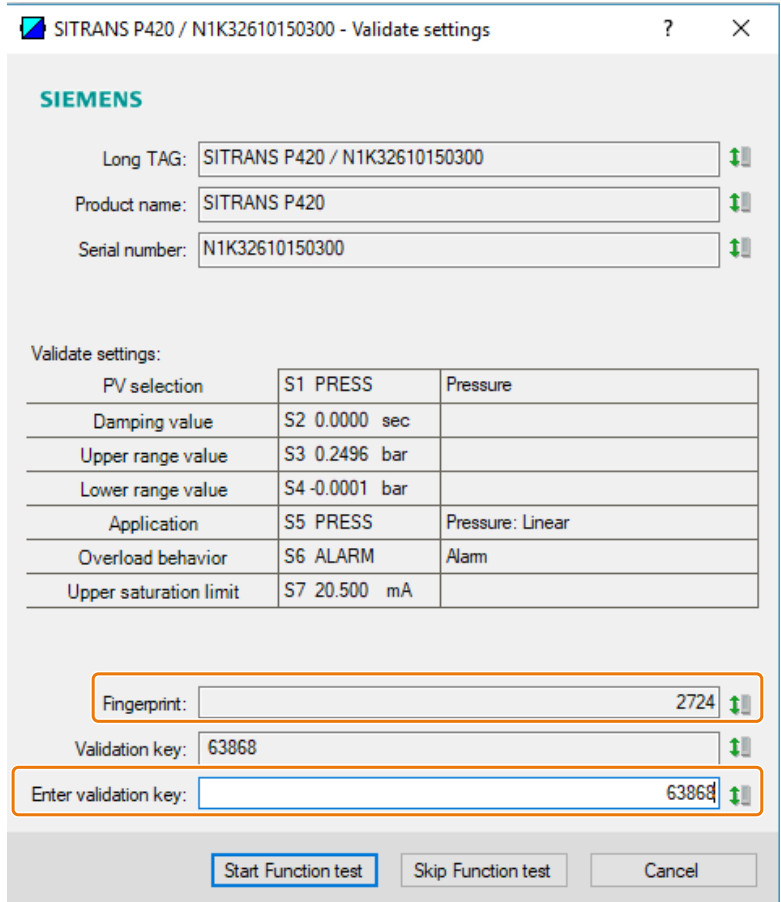 SITRANS P420 / N1K32610150300 - Validate settings ? ×
SIEMENS
Long TAG: SITRANS P420 / N1K32610150300
Product name: SITRANS P420
Serial number: N1K32610150300
Validate settings:
PV selection S1 PRESS Pressure
Damping value S2 0.0000 sec
Upper range value S3 0.2496 bar
Lower range value S4 -0.0001 bar
Application S5 PRESS Pressure: Linear
Overload behavior S6 ALARM Alarm
Upper saturation limit S7 20.500 mA
Fingerprint: 2724
Validation key: 63868
Enter validation key: 63868
Start Function test Skip Function test Cancel